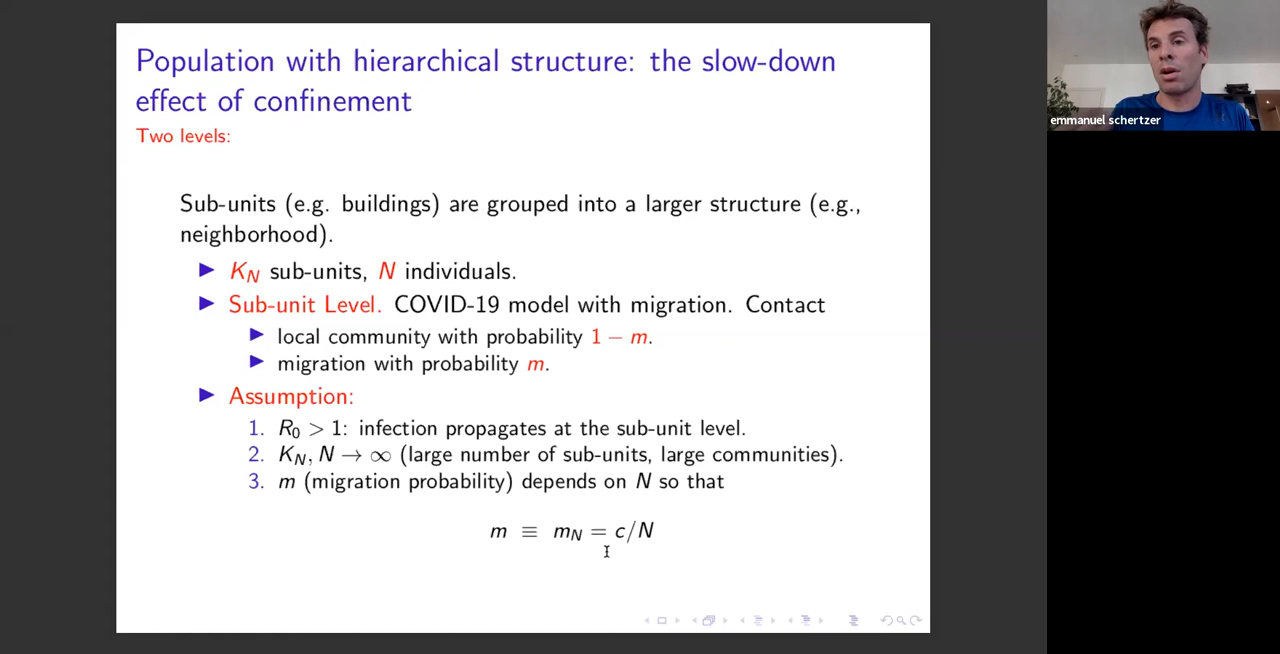 Population with hierarchical structure: the slow-down
effect of confinement
Two levels:
Sub-units (e.g. buildings) are grouped into a larger structure (e.g.,
neighborhood).
▶ K_N sub-units, N individuals.
▶ Sub-unit Level. COVID-19 model with migration. Contact
▶ local community with probability 1 − m.
▶ migration with probability m.
▶ Assumption:
1. R_0 > 1: infection propagates at the sub-unit level.
2. K_N, N → ∞ (large number of sub-units, large communities).
3. m (migration probability) depends on N so that
m ≡ m_N = c/N
emmanuel schertzer